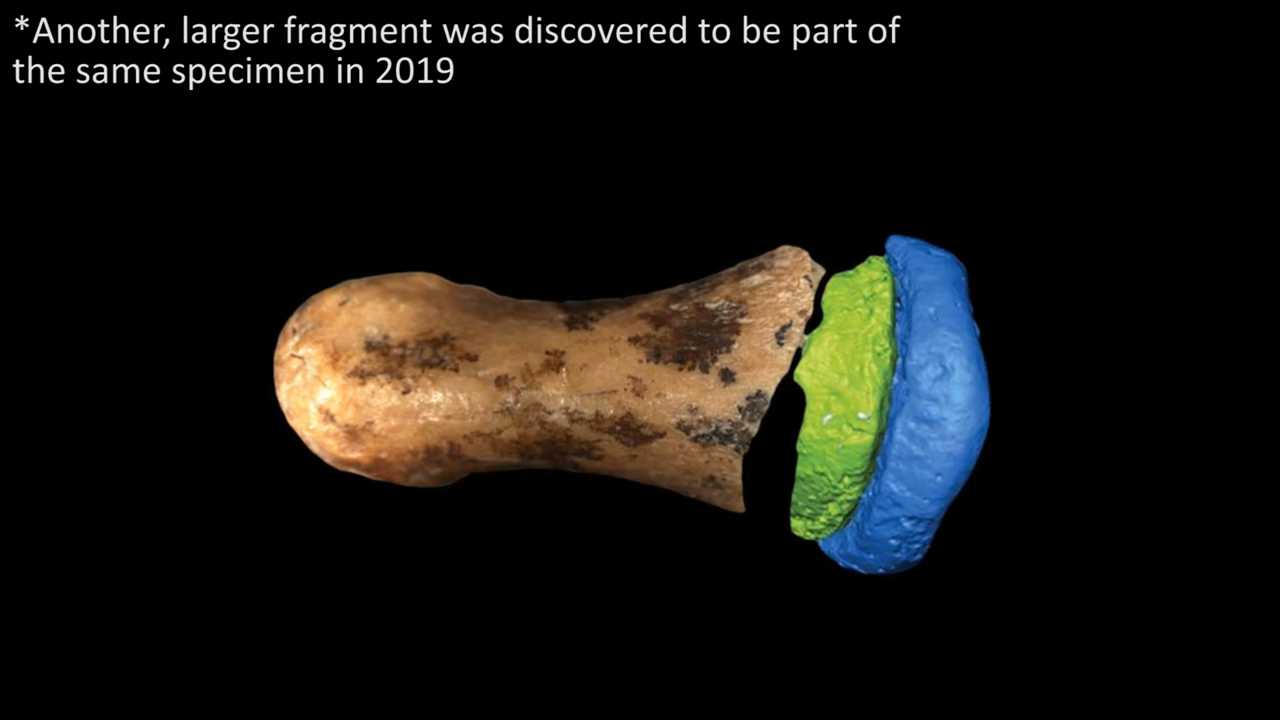 *Another, larger fragment was discovered to be part of
the same specimen in 2019